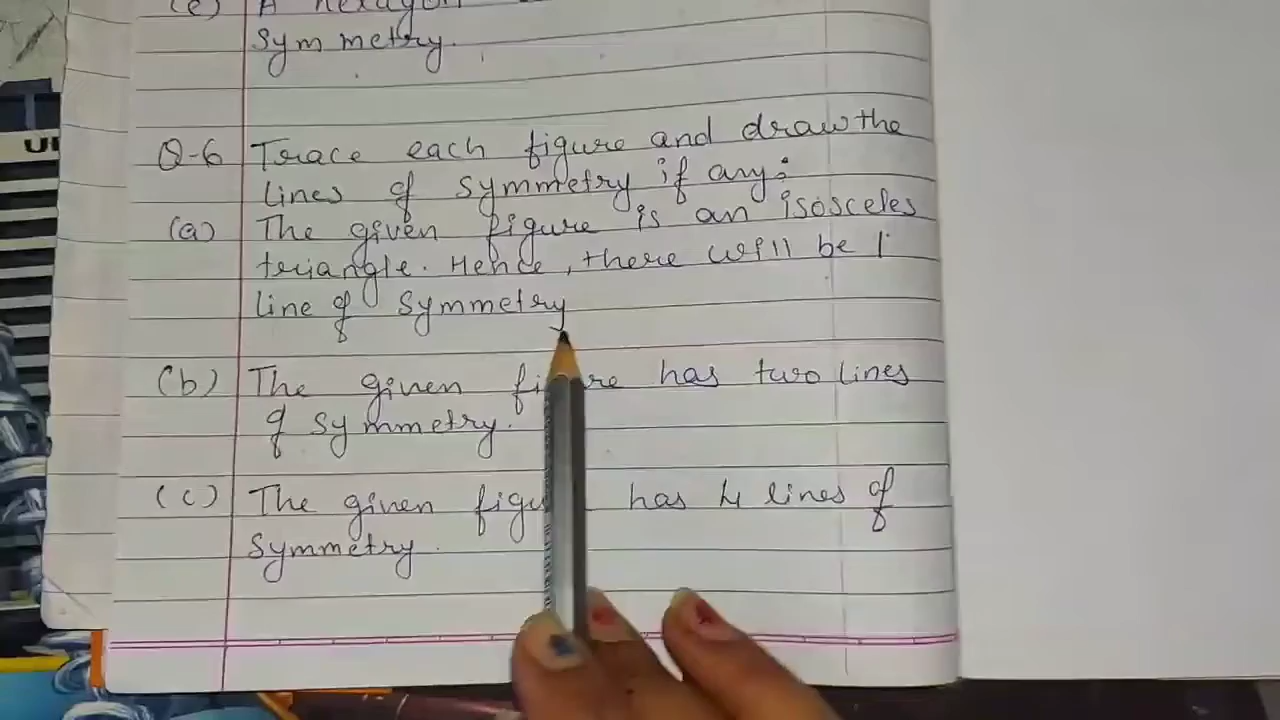 (e) A hexagon
Symmetry.
Q-6 Trace each figure and draw the
lines of symmetry if any:
(a) The given figure is an isosceles
triangle. Hence, there will be 1
line of symmetry
(b) The given figure has two lines
of symmetry.
(c) The given figu has 4 lines of
Symmetry.